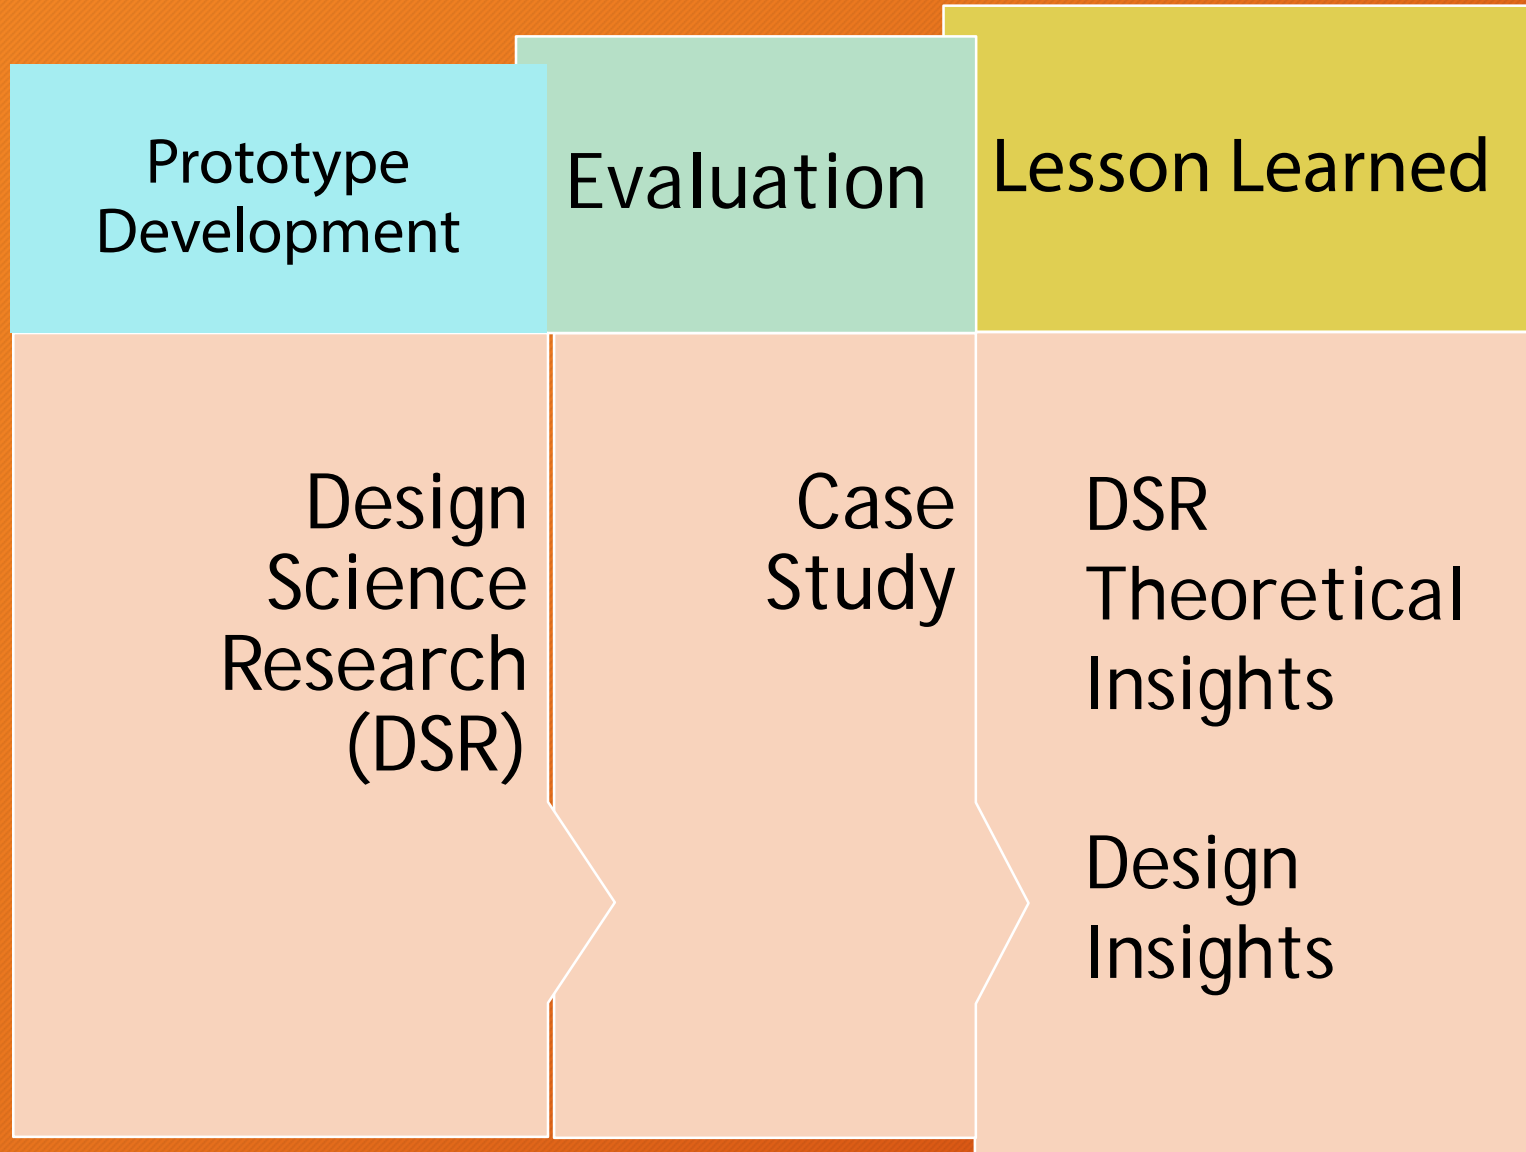 Prototype
Development
Evaluation
Lesson Learned
Design
Science
Research
(DSR)
Case
Study
DSR
Theoretical
Insights
Design
Insights